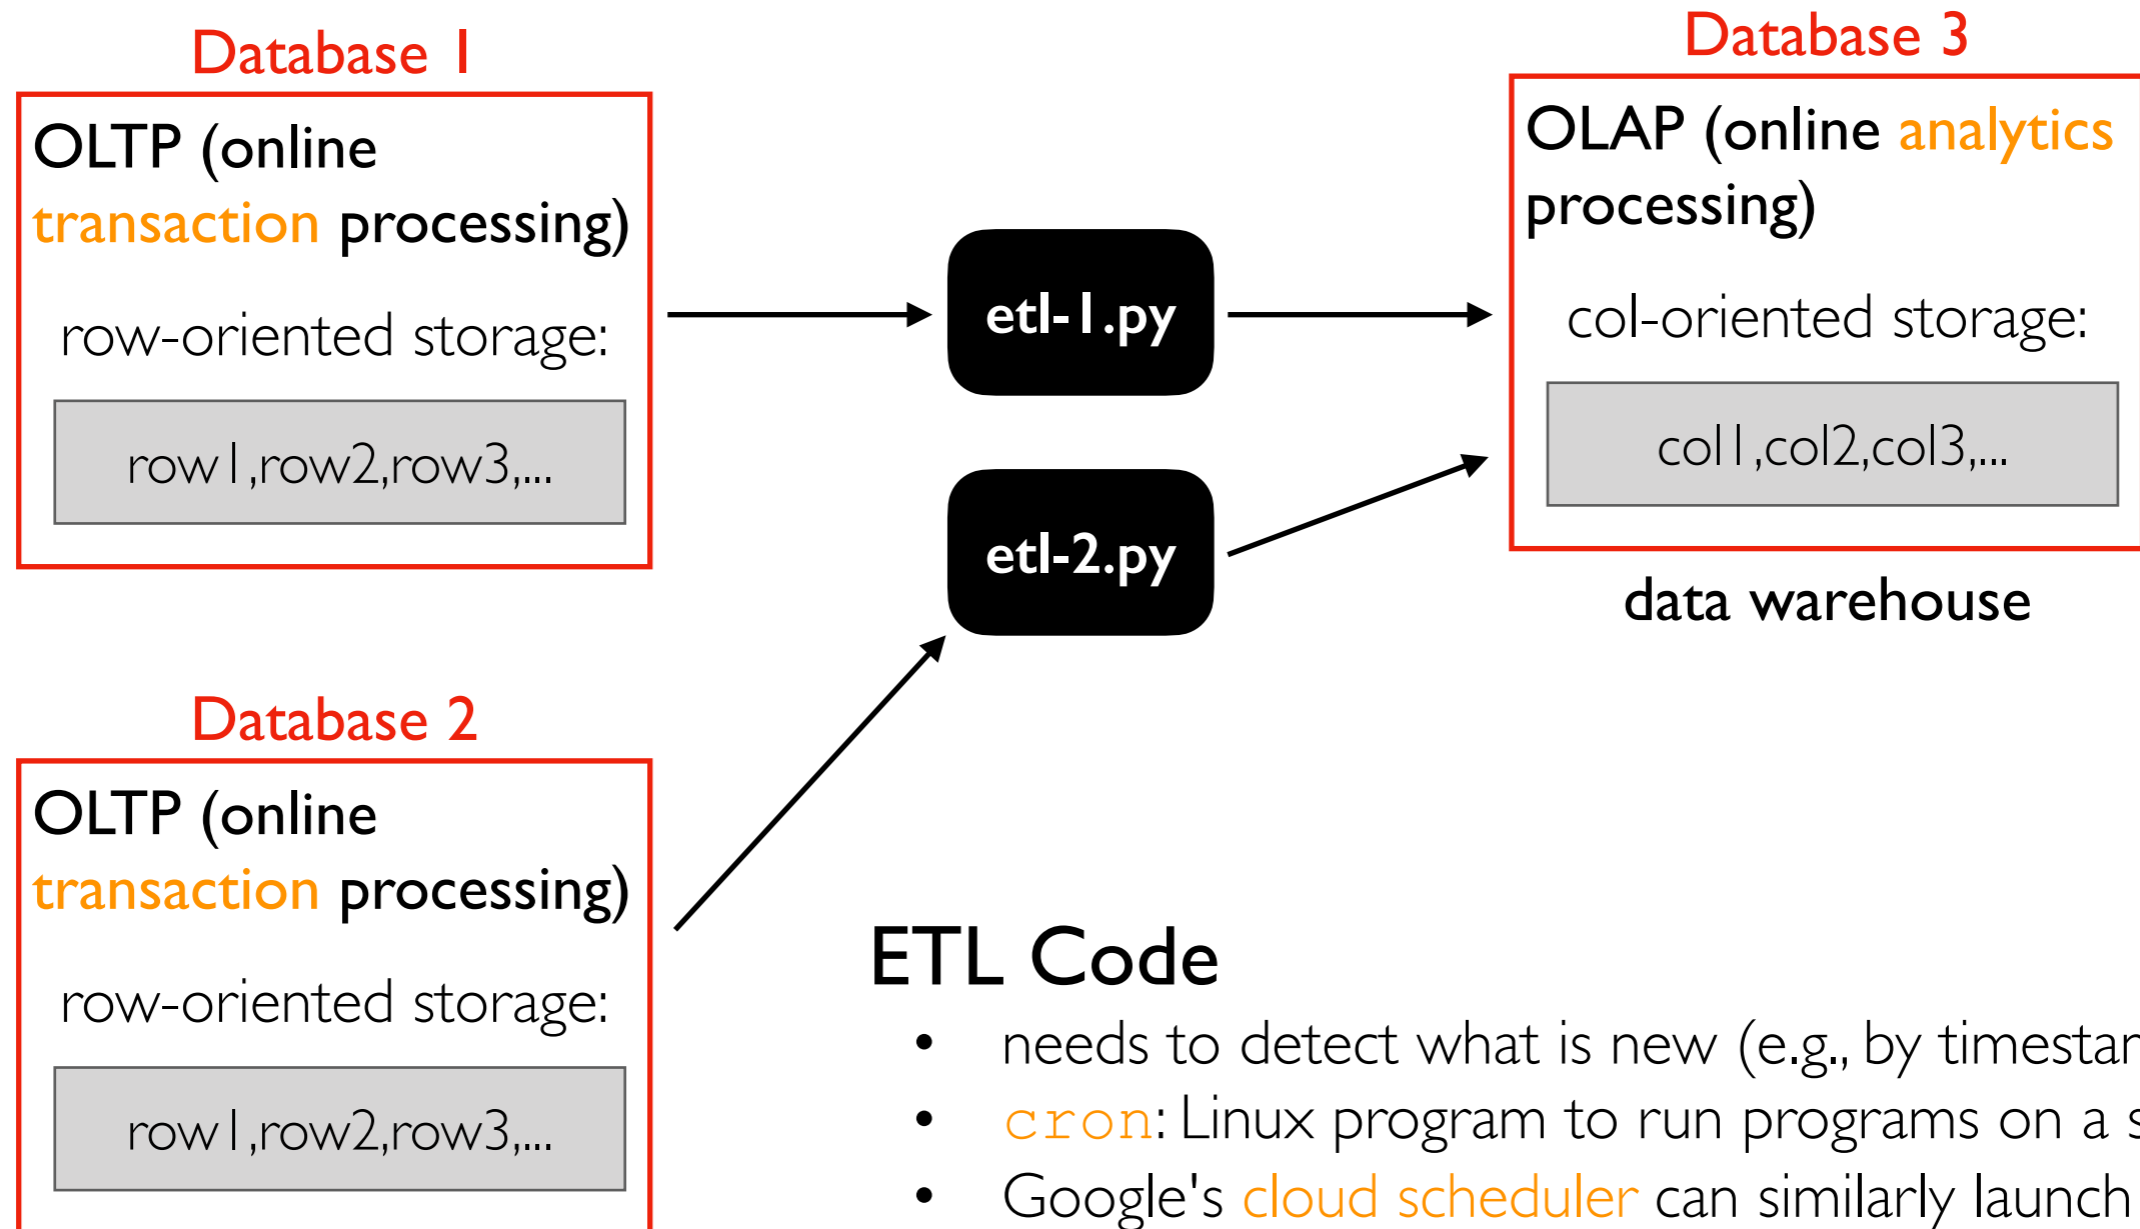 Database 1
OLTP (online
transaction processing)
row-oriented storage:
row1,row2,row3,...
Database 2
OLTP (online
transaction processing)
row-oriented storage:
row1,row2,row3,...
etl-1.py
etl-2.py
Database 3
OLAP (online analytics
processing)
col-oriented storage:
col1,col2,col3,...
data warehouse
ETL Code
• needs to detect what is new (e.g., by
• cron: Linux program to run programs on a
• Google's cloud scheduler can similarly launch